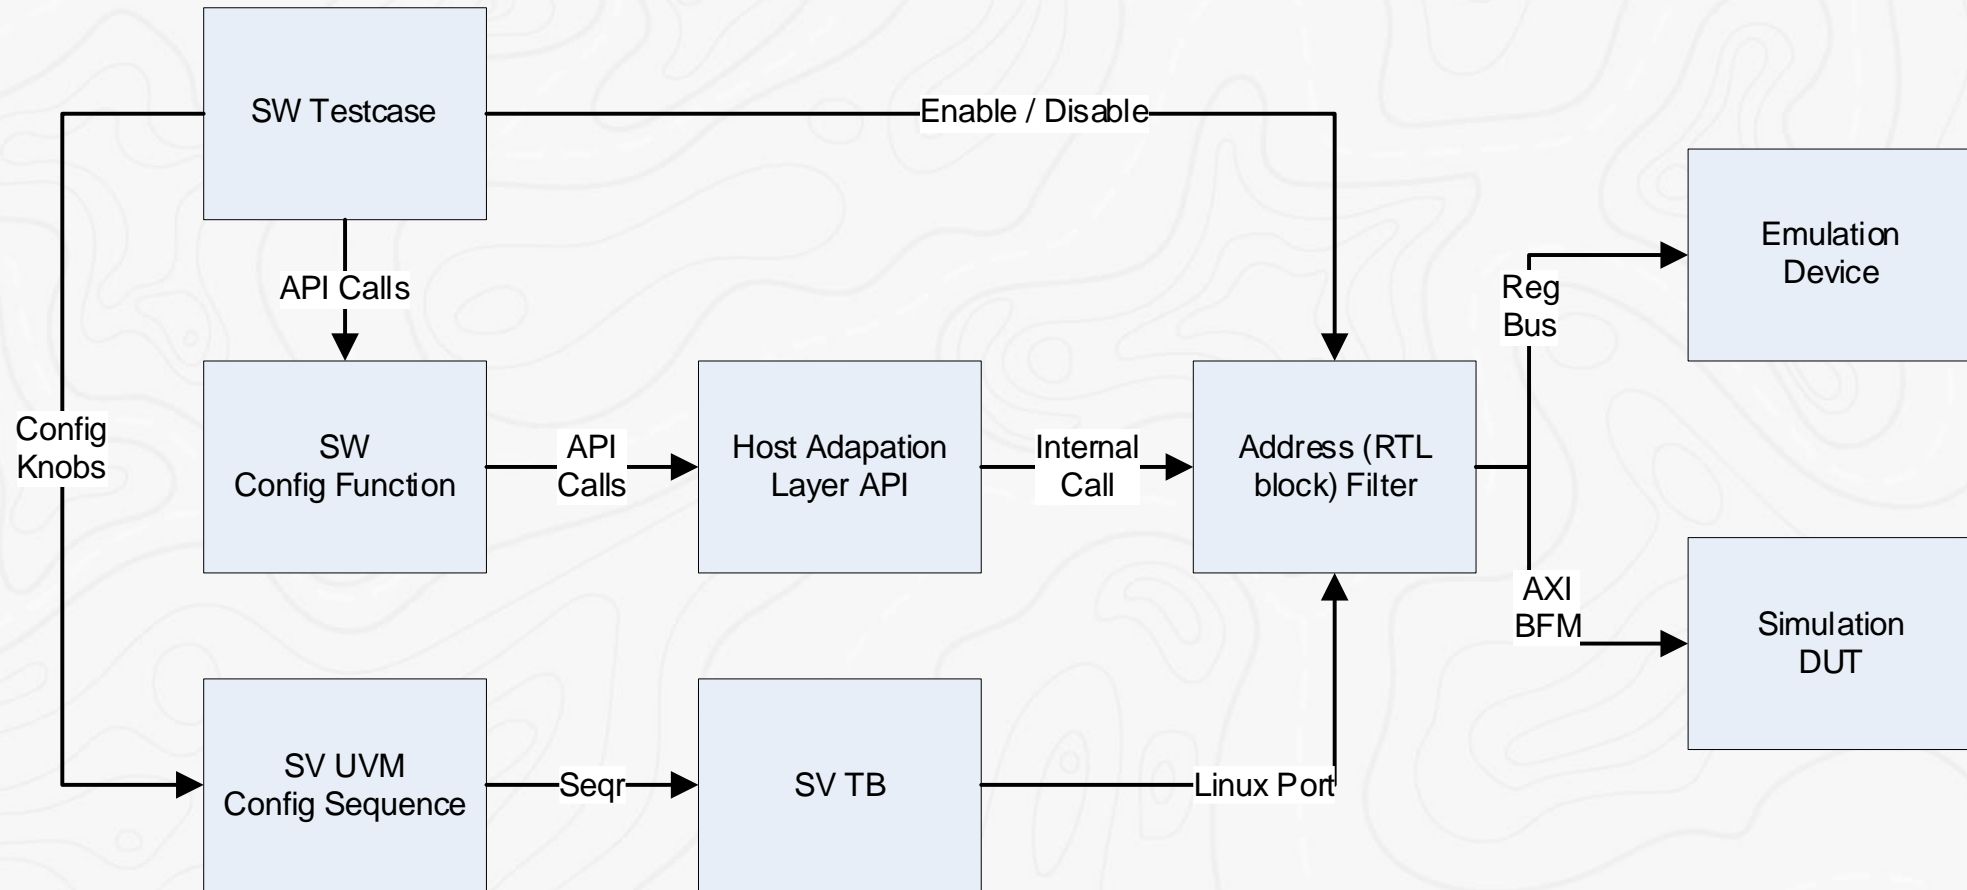 SW Testcase
Enable / Disable
Emulation
Device
API Calls
Reg
Bus
Config
Knobs
SW
Config Function
API
Calls
Host Adapation
Layer API
Internal
Call
Address (RTL
block) Filter
AXI
BFM
Simulation
DUT
SV UVM
Config Sequence
Seqr
SV TB
Linux Port